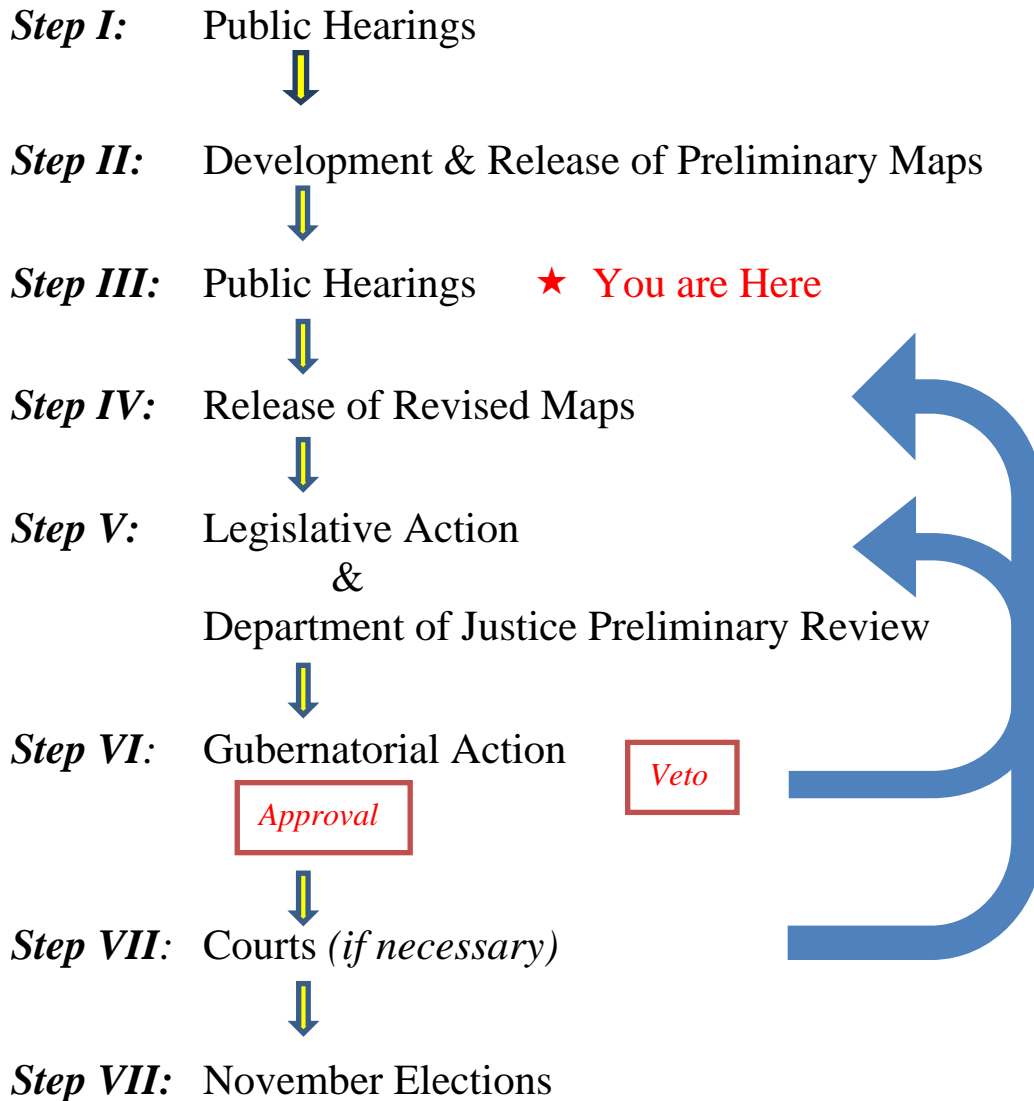 Step I: Public Hearings
Step II: Development & Release of Preliminary Maps
Step III: Public Hearings ★ You are Here
Step IV: Release of Revised Maps
Step V: Legislative Action
&
Department of Justice Preliminary Review
Step VI: Gubernatorial Action
Veto
Approval
Step VII: Courts (if necessary)
Step VII: November Elections